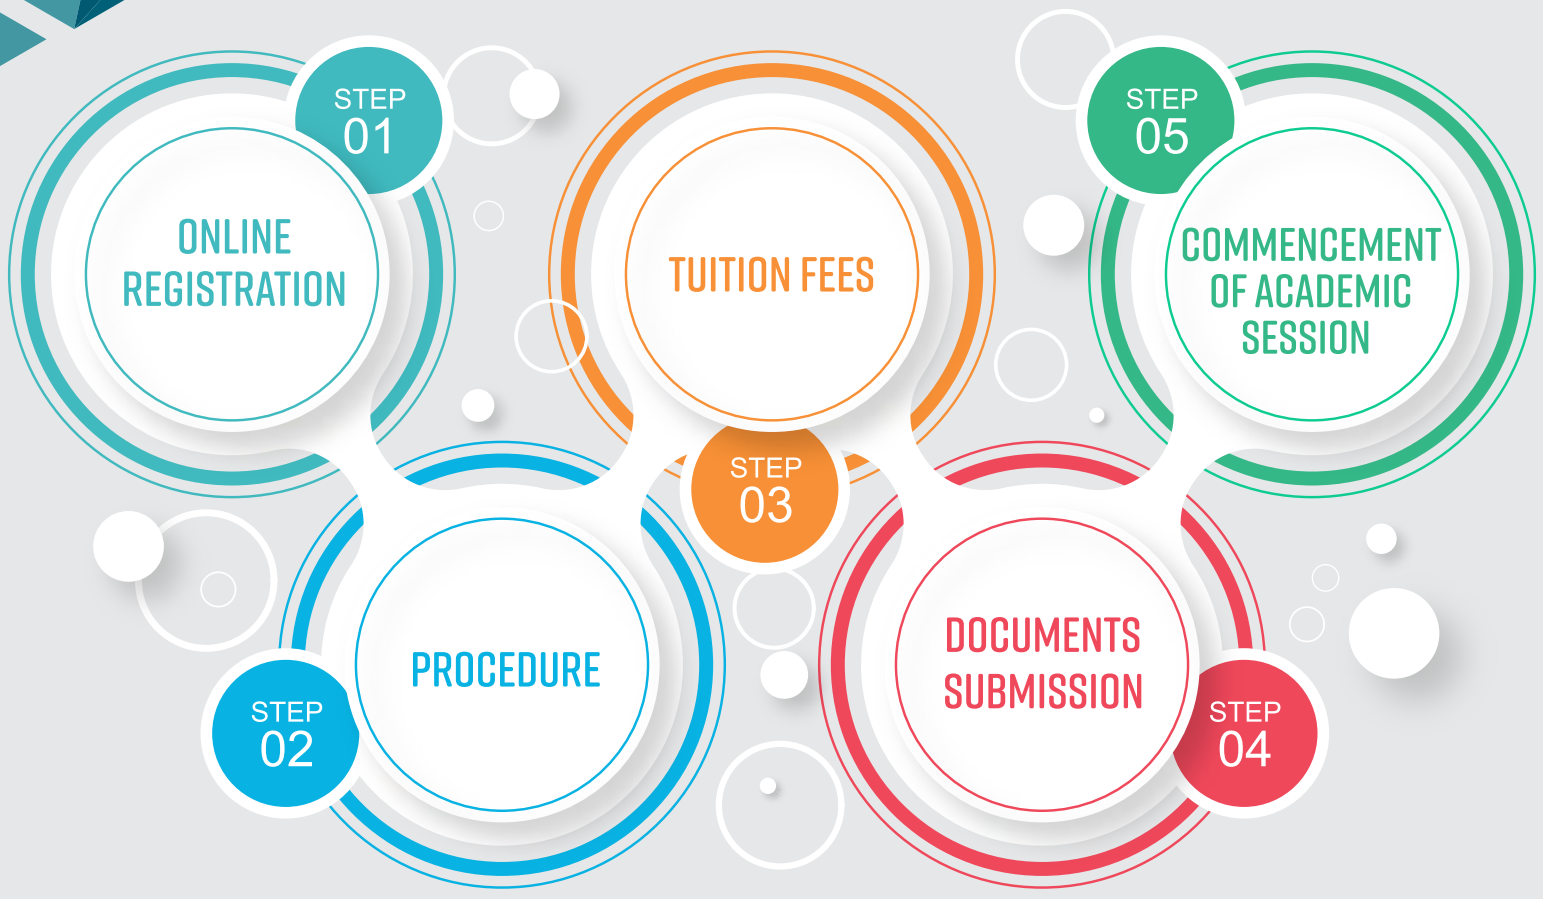 STEP
01
ONLINE
REGISTRATION
STEP
02
PROCEDURE
STEP
03
TUITION FEES
STEP
04
DOCUMENTS
SUBMISSION
STEP
05
COMMENCEMENT
OF ACADEMIC
SESSION